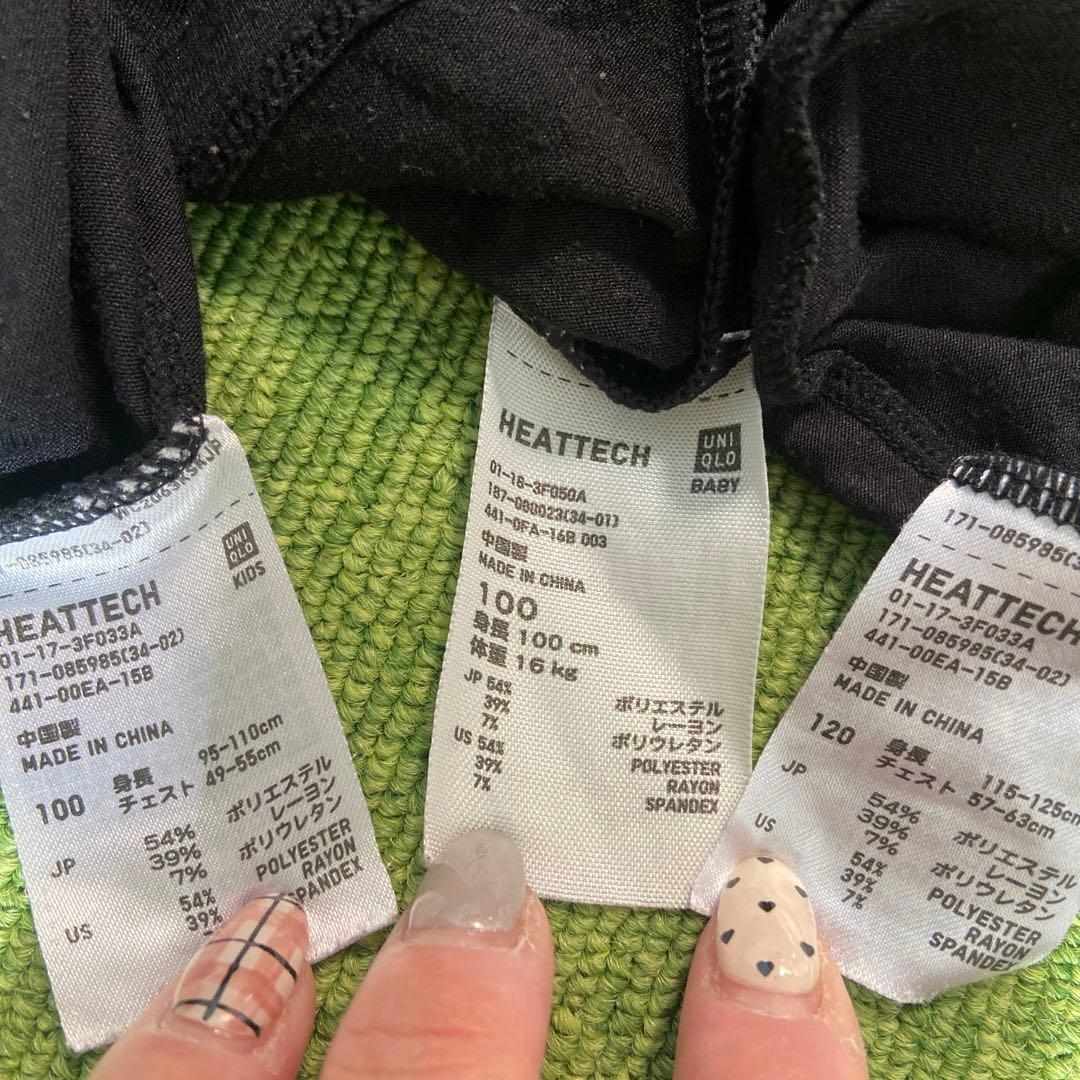 -085985(34-02)
UNI
QLO
KIDS
HEATTECH
01-17-3F033A
171-085985(34-02)
441-00EA-15B
中国製
MADE IN CHINA
100 身長 95-110cm
チェスト 49-55cm
JP 54% ポリエステル
39% レーヨン
7% ポリウレタン
US 54% POLYESTER
39% RAYON
SPANDEX
HEATTECH
UNI
QLO
BABY
01-18-3F050A
187-080023(34-01)
441-0FA-16B 003
中国製
MADE IN CHINA
100
身長 100 cm
体重 16 kg
JP 54% ポリエステル
39% レーヨン
7% ポリウレタン
US 54% POLYESTER
39% RAYON
7% SPANDEX
171-085985(3
HEATTECH
01-17-3F033A
171-085985(34-02)
441-00EA-15B
中国製
MADE IN CHINA
120 身長 115-125cm
チェスト 57-63cm
JP 54% ポリエステル
39% レーヨン
7% ポリウレタン
US 54% POLYESTER
39% RAYON
7% SPANDEX